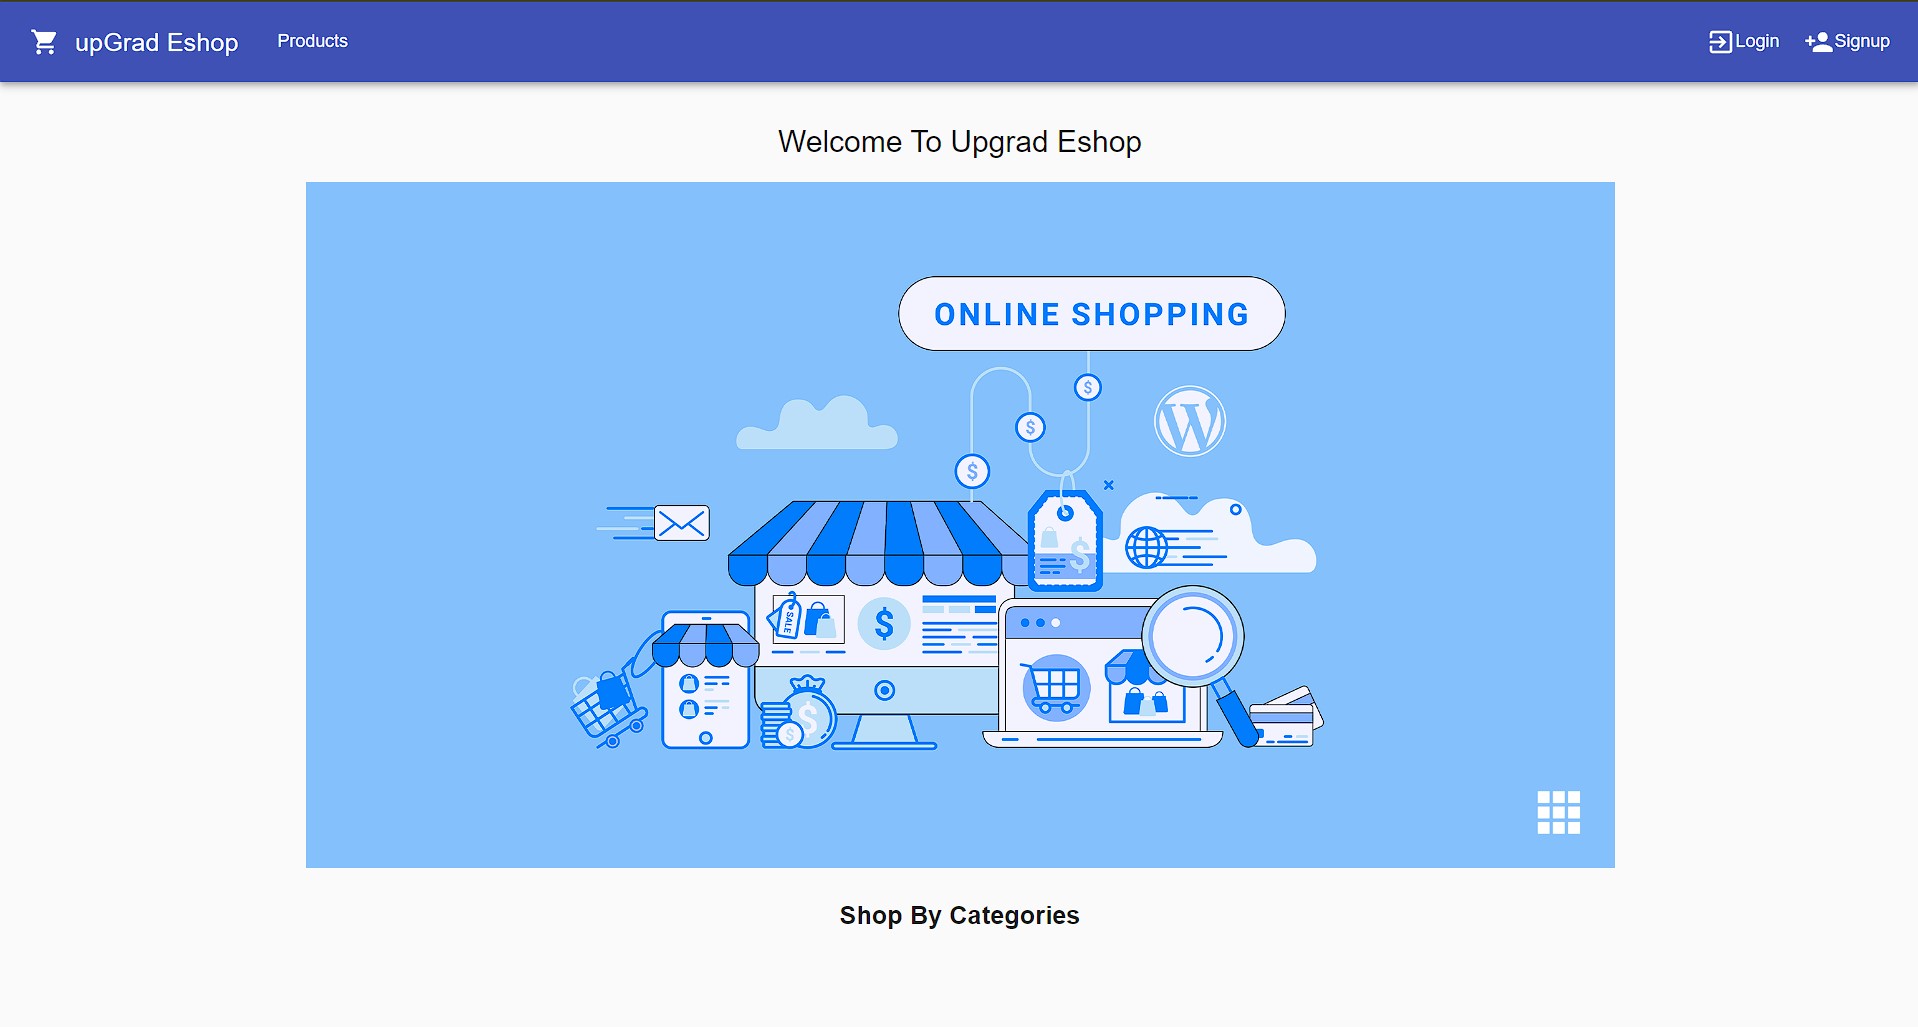 upGrad Eshop
Products
Login
Signup
Welcome To Upgrad Eshop
ONLINE SHOPPING
$
$
$
W
$
SALE
$
$
$
Shop By Categories